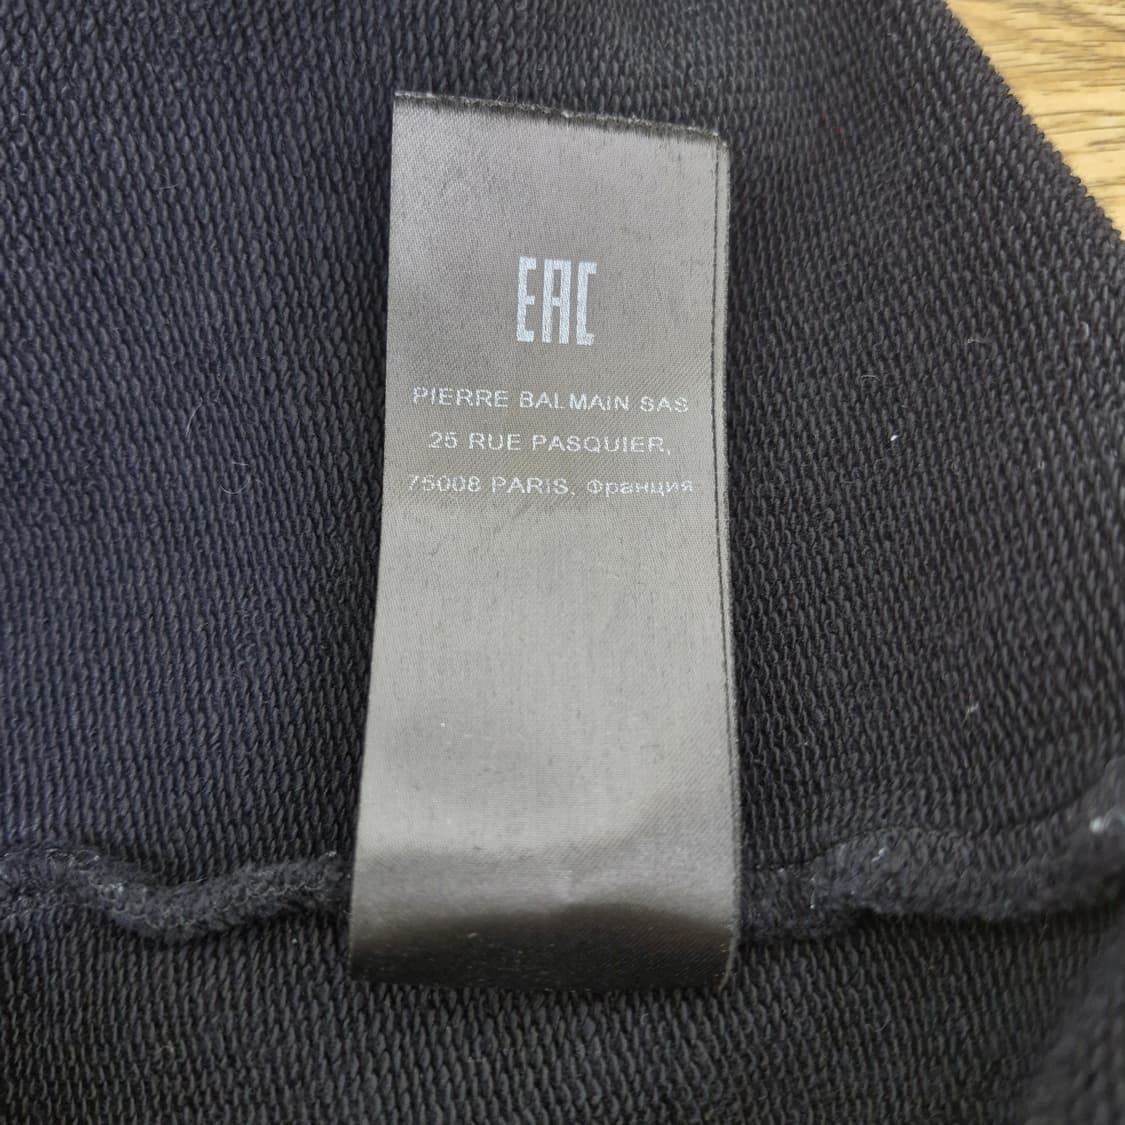 EAC
PIERRE BALMAIN SAS
25 RUE PASQUIER,
75008 PARIS, Франция